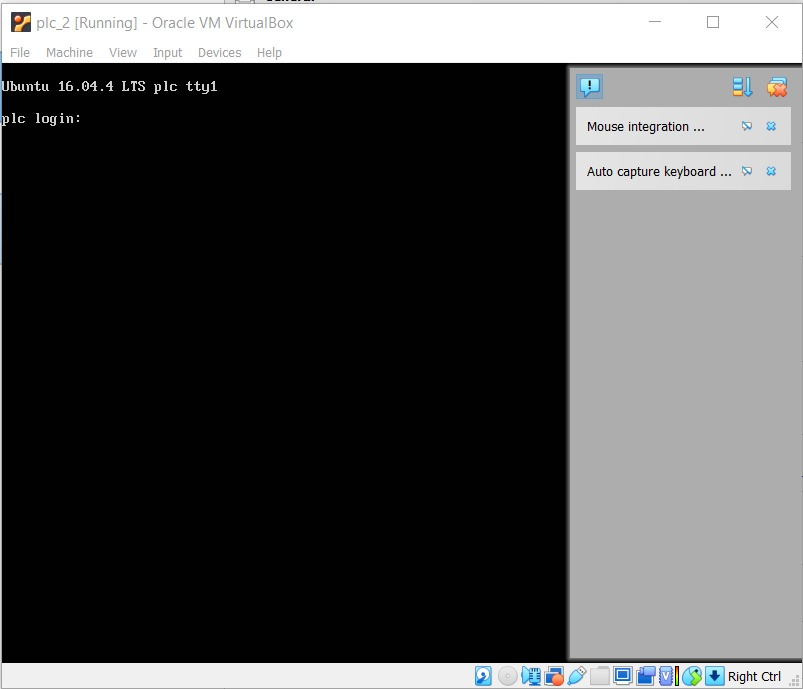 plc_2 [Running] - Oracle VM VirtualBox
File Machine View Input Devices Help
Ubuntu 16.04.4 LTS plc tty1
plc login:
Mouse integration ...
Auto capture keyboard ...
Right Ctrl